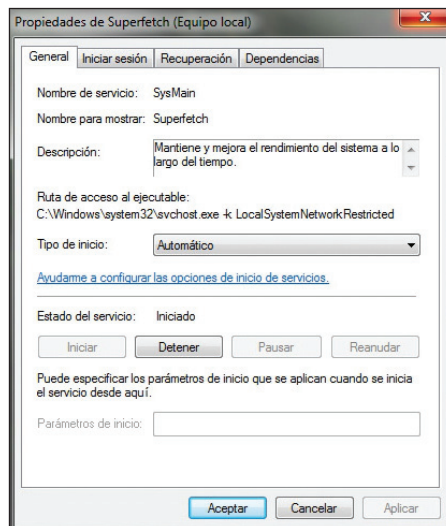 Propiedades de Superfetch (Equipo local)
General Iniciar sesión Recuperación Dependencias
Nombre de servicio: SysMain
Nombre para mostrar: Superfetch
Descripción: Mantiene y mejora el rendimiento del sistema a lo
largo del tiempo.
Ruta de acceso al ejecutable:
C:\Windows\system32\svchost.exe -k LocalSystemNetworkRestricted
Tipo de inicio: Automático
Ayudarme a configurar las opciones de inicio de servicios.
Estado del servicio: Iniciado
Iniciar Detener Pausar Reanudar
Puede especificar los parámetros de inicio que se aplican cuando se inicia
el servicio desde aquí.
Parámetros de inicio:
Aceptar Cancelar Aplicar